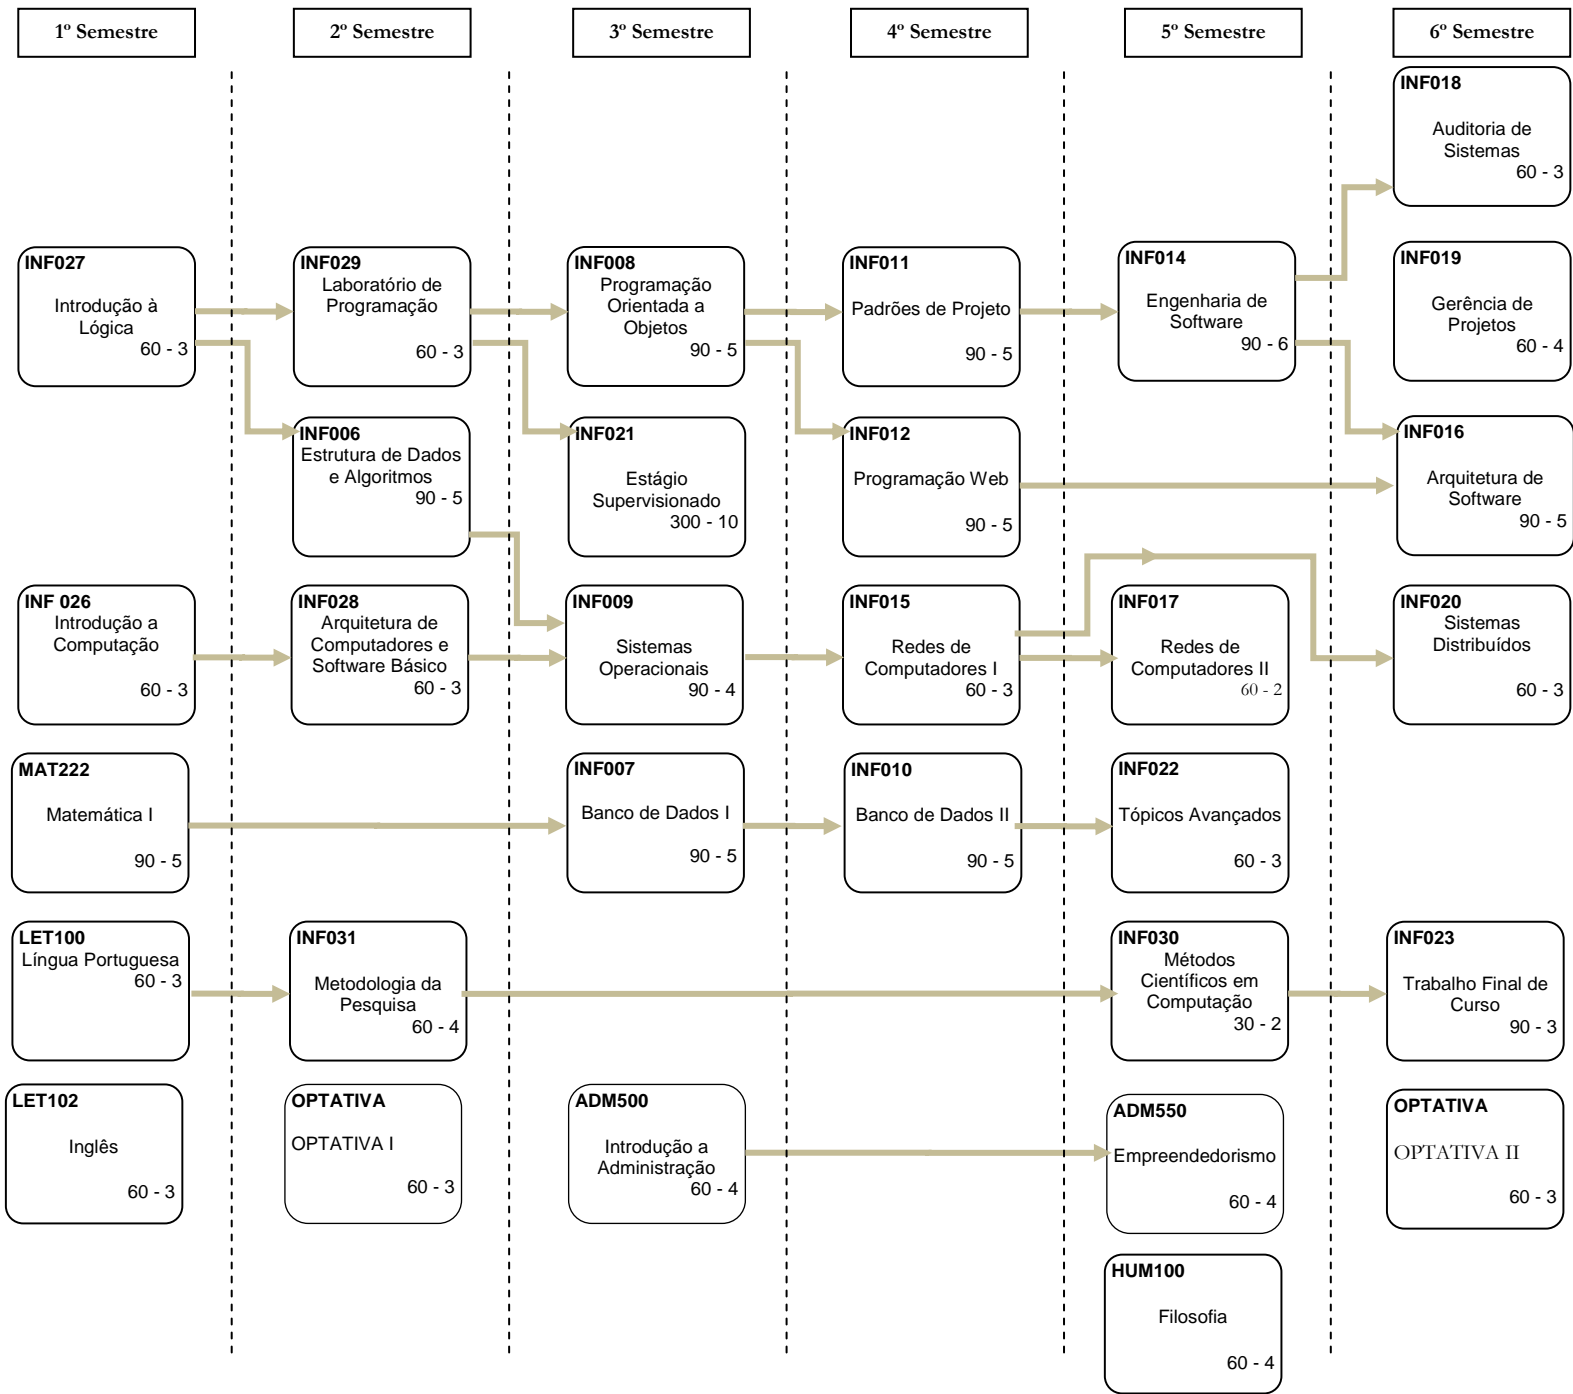 1º Semestre
2º Semestre
3º Semestre
4º Semestre
5º Semestre
6º Semestre
INF018
Auditoria de
Sistemas
60 - 3
INF027
Introdução à
Lógica
60 - 3
INF029
Laboratório de
Programação
60 - 3
INF008
Programação
Orientada a
Objetos
90 - 5
INF011
Padrões de Projeto
90 - 5
INF014
Engenharia de
Software
90 - 6
INF019
Gerência de
Projetos
60 - 4
INF006
Estrutura de Dados
e Algoritmos
90 - 5
INF021
Estágio
Supervisionado
300 - 10
INF012
Programação Web
90 - 5
INF016
Arquitetura de
Software
90 - 5
INF 026
Introdução a
Computação
60 - 3
INF028
Arquitetura de
Computadores e
Software Básico
60 - 3
INF009
Sistemas
Operacionais
90 - 4
INF015
Redes de
Computadores I
60 - 3
INF017
Redes de
Computadores II
60 - 2
INF020
Sistemas
Distribuídos
60 - 3
MAT222
Matemática I
90 - 5
INF007
Banco de Dados I
90 - 5
INF010
Banco de Dados II
90 - 5
INF022
Tópicos Avançados
60 - 3
LET100
Língua Portuguesa
60 - 3
INF031
Metodologia da
Pesquisa
60 - 4
INF030
Métodos
Científicos em
Computação
30 - 2
INF023
Trabalho Final de
Curso
90 - 3
LET102
Inglês
60 - 3
OPTATIVA
OPTATIVA I
60 - 3
ADM500
Introdução a
Administração
60 - 4
ADM550
Empreendedorismo
60 - 4
OPTATIVA
OPTATIVA II
60 - 3
HUM100
Filosofia
60 - 4